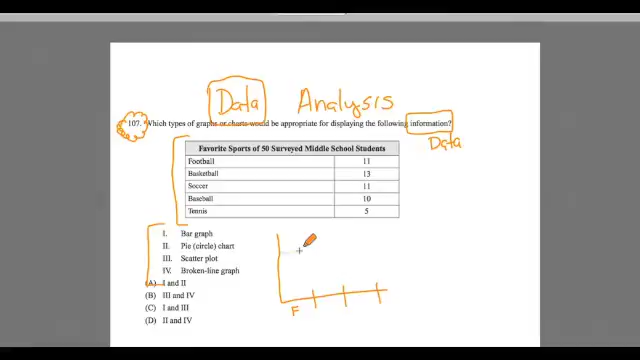 Data Analysis
107. Which types of graphs or charts would be appropriate for displaying the following information?
Data
Favorite Sports of 50 Surveyed Middle School Students
Football 11
Basketball 13
Soccer 11
Baseball 10
Tennis 5
I. Bar graph
II. Pie (circle) chart
III. Scatter plot
IV. Broken-line graph
(A) I and II
(B) III and IV
(C) I and III
(D) II and IV
F